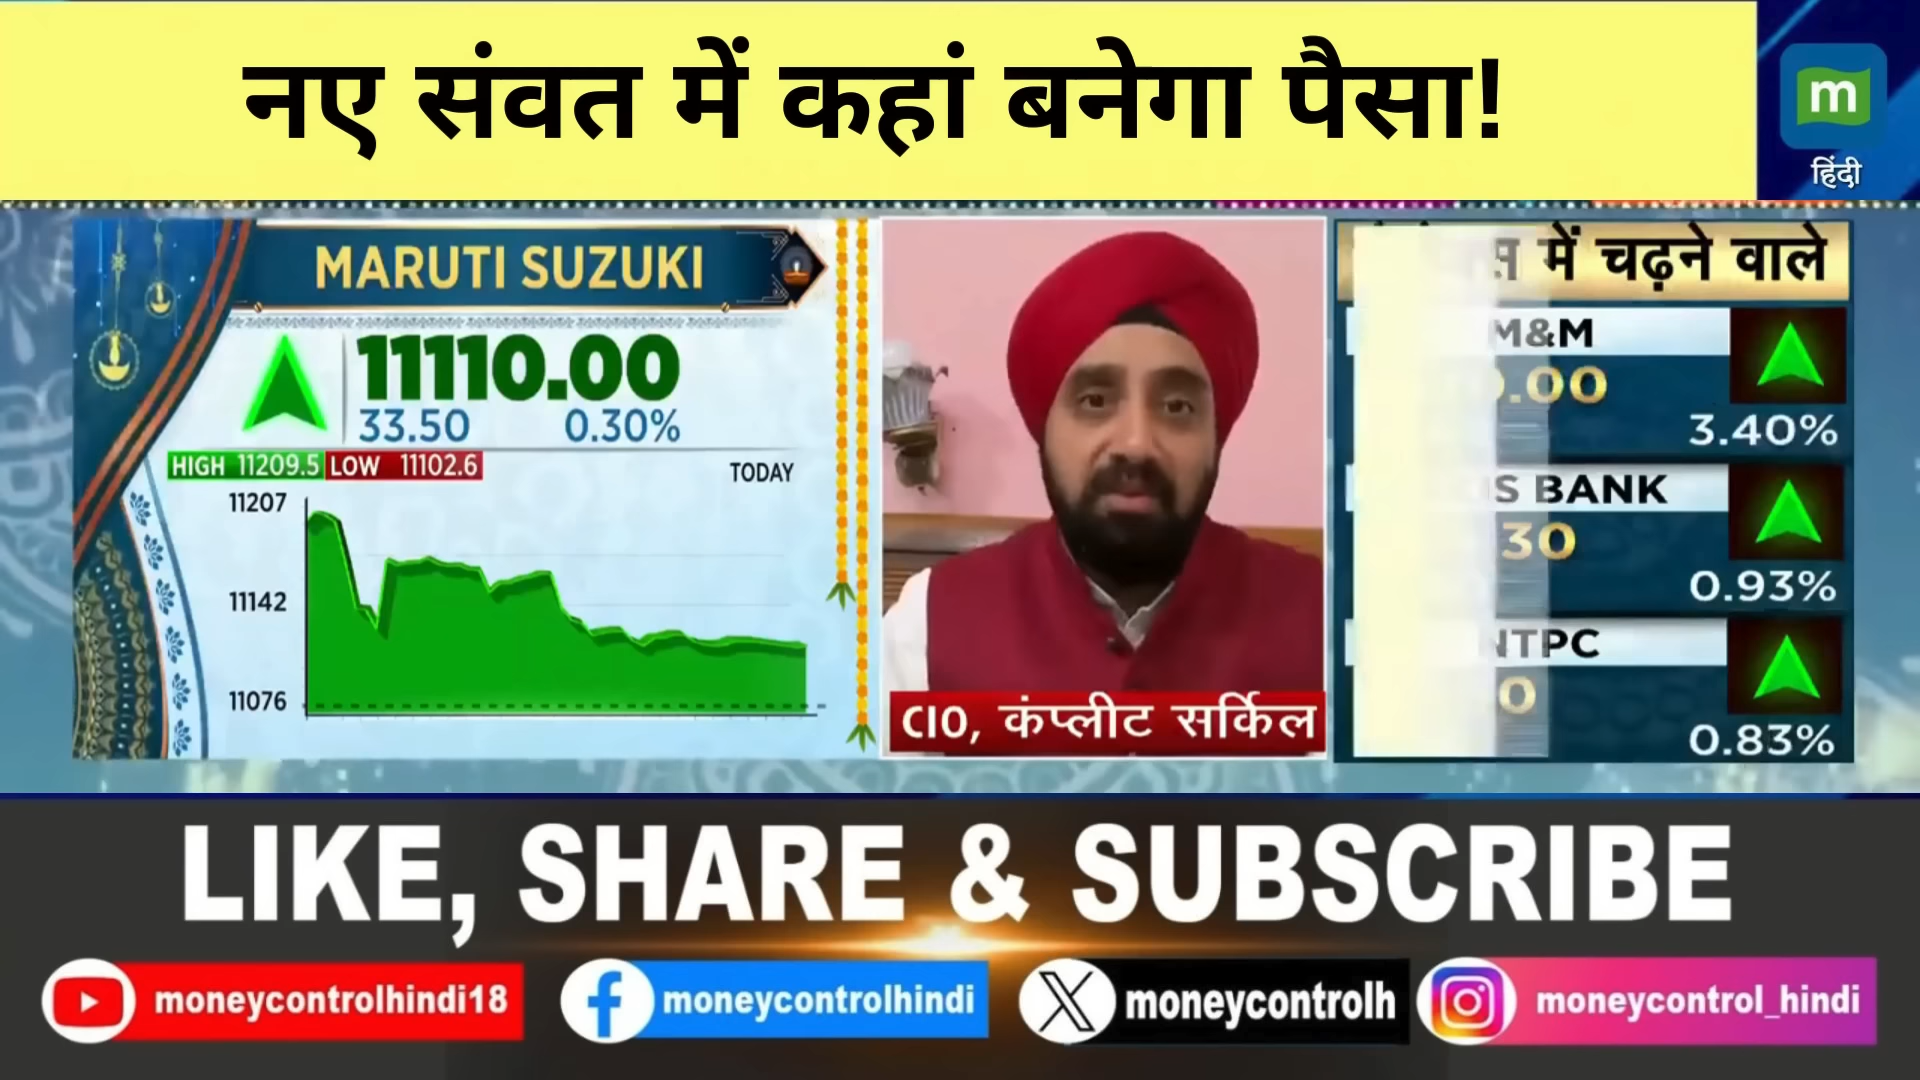 नए संवत में कहां बनेगा पैसा!
m
हिंदी
MARUTI SUZUKI
11110.00
33.50 0.30%
HIGH 11209.5 LOW 11102.6
TODAY
11207
11142
11076
CIO, कंप्लीट सर्किल
में चढ़ने वाले
M&M
.00
3.40%
S BANK
30
0.93%
NTPC
0
0.83%
LIKE, SHARE & SUBSCRIBE
moneycontrolhindi18
moneycontrolhindi
moneycontrolh
moneycontrol_hindi